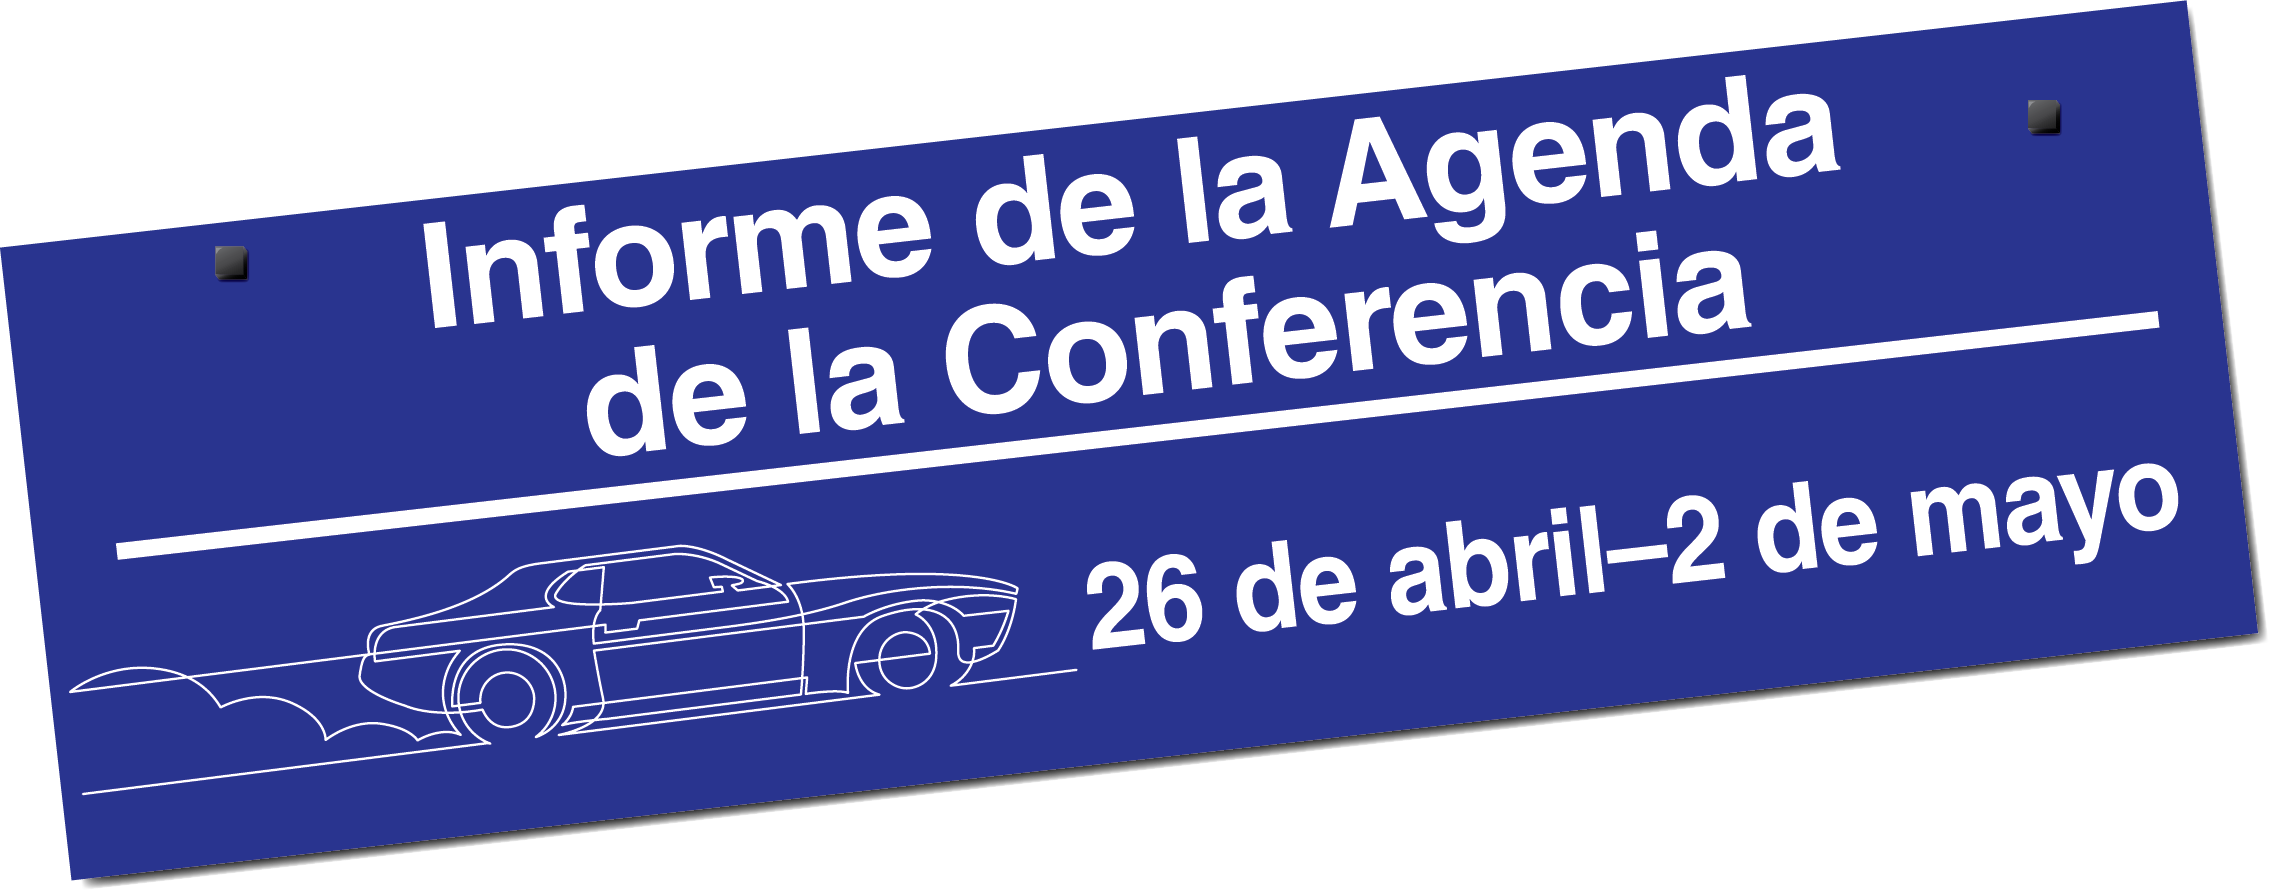 Informe de la Agenda
de la Conferencia
26 de abril–2 de mayo